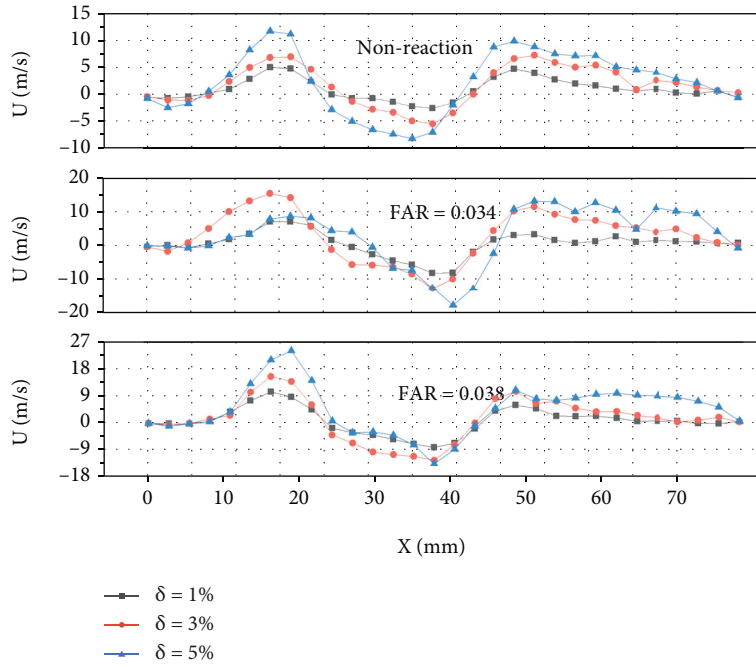 15
10
5
0
−5
−10
U (m/s)
Non-reaction
20
10
0
−10
−20
U (m/s)
FAR = 0.034
27
18
9
0
−9
−18
U (m/s)
FAR = 0.038
0 10 20 30 40 50 60 70
X (mm)
δ = 1%
δ = 3%
δ = 5%